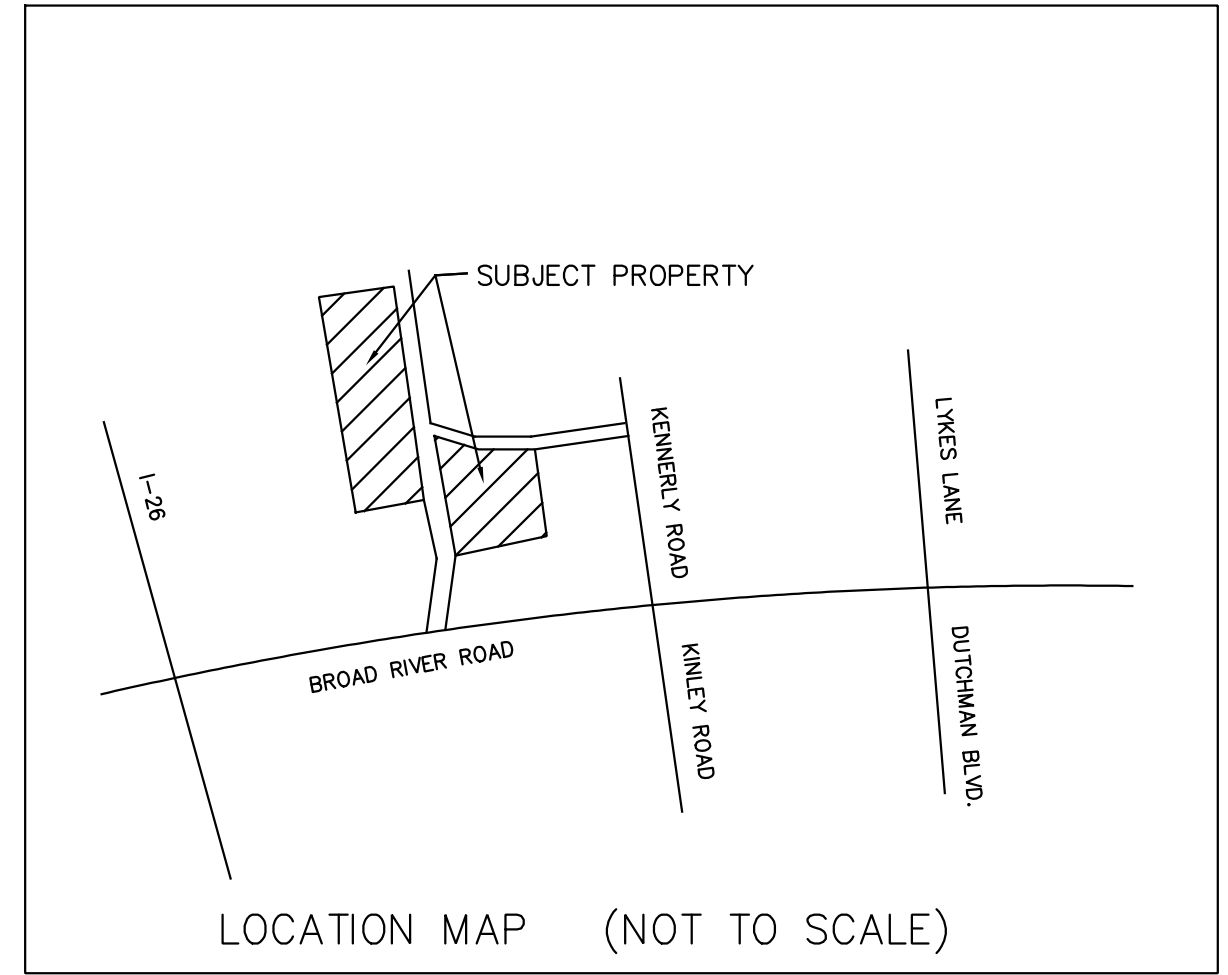 SUBJECT PROPERTY
I-26
KENNERLY ROAD
LYKES LANE
BROAD RIVER ROAD
KINLEY ROAD
DUTCHMAN BLVD.
LOCATION MAP (NOT TO SCALE)